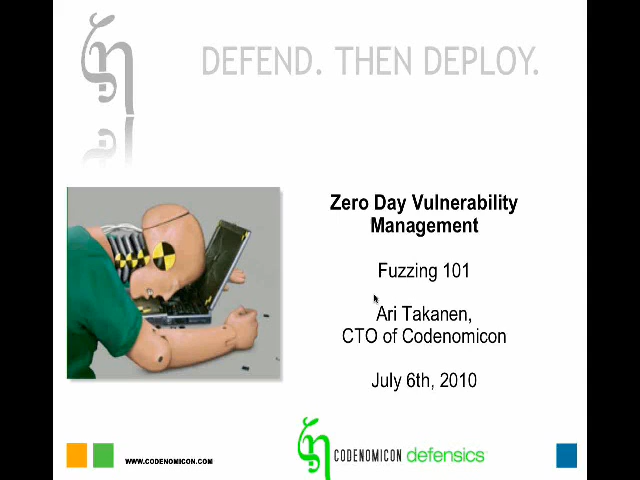 DEFEND. THEN DEPLOY.
Zero Day Vulnerability
Management
Fuzzing 101
Ari Takanen,
CTO of Codenomicon
July 6th, 2010
WWW.CODENOMICON.COM
CODENOMICON defensics